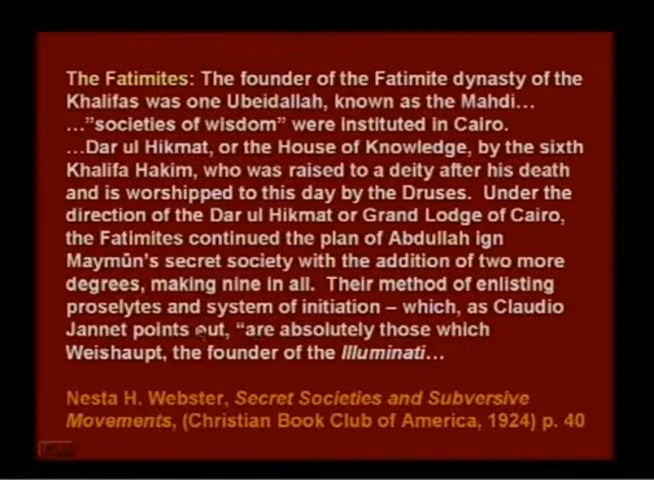 The Fatimites: The founder of the Fatimite dynasty of the
Khalifas was one Ubeidallah, known as the Mahdi...
..."societies of wisdom" were instituted in Cairo.
...Dar ul Hikmat, or the House of Knowledge, by the sixth
Khalifa Hakim, who was raised to a deity after his death
and is worshipped to this day by the Druses. Under the
direction of the Dar ul Hikmat or Grand Lodge of Cairo,
the Fatimites continued the plan of Abdullah ign
Maymūn's secret society with the addition of two more
degrees, making nine in all. Their method of enlisting
proselytes and system of initiation – which, as Claudio
Jannet points out, "are absolutely those which
Weishaupt, the founder of the Illuminati...
Nesta H. Webster, Secret Societies and Subversive
Movements, (Christian Book Club of America, 1924) p. 40